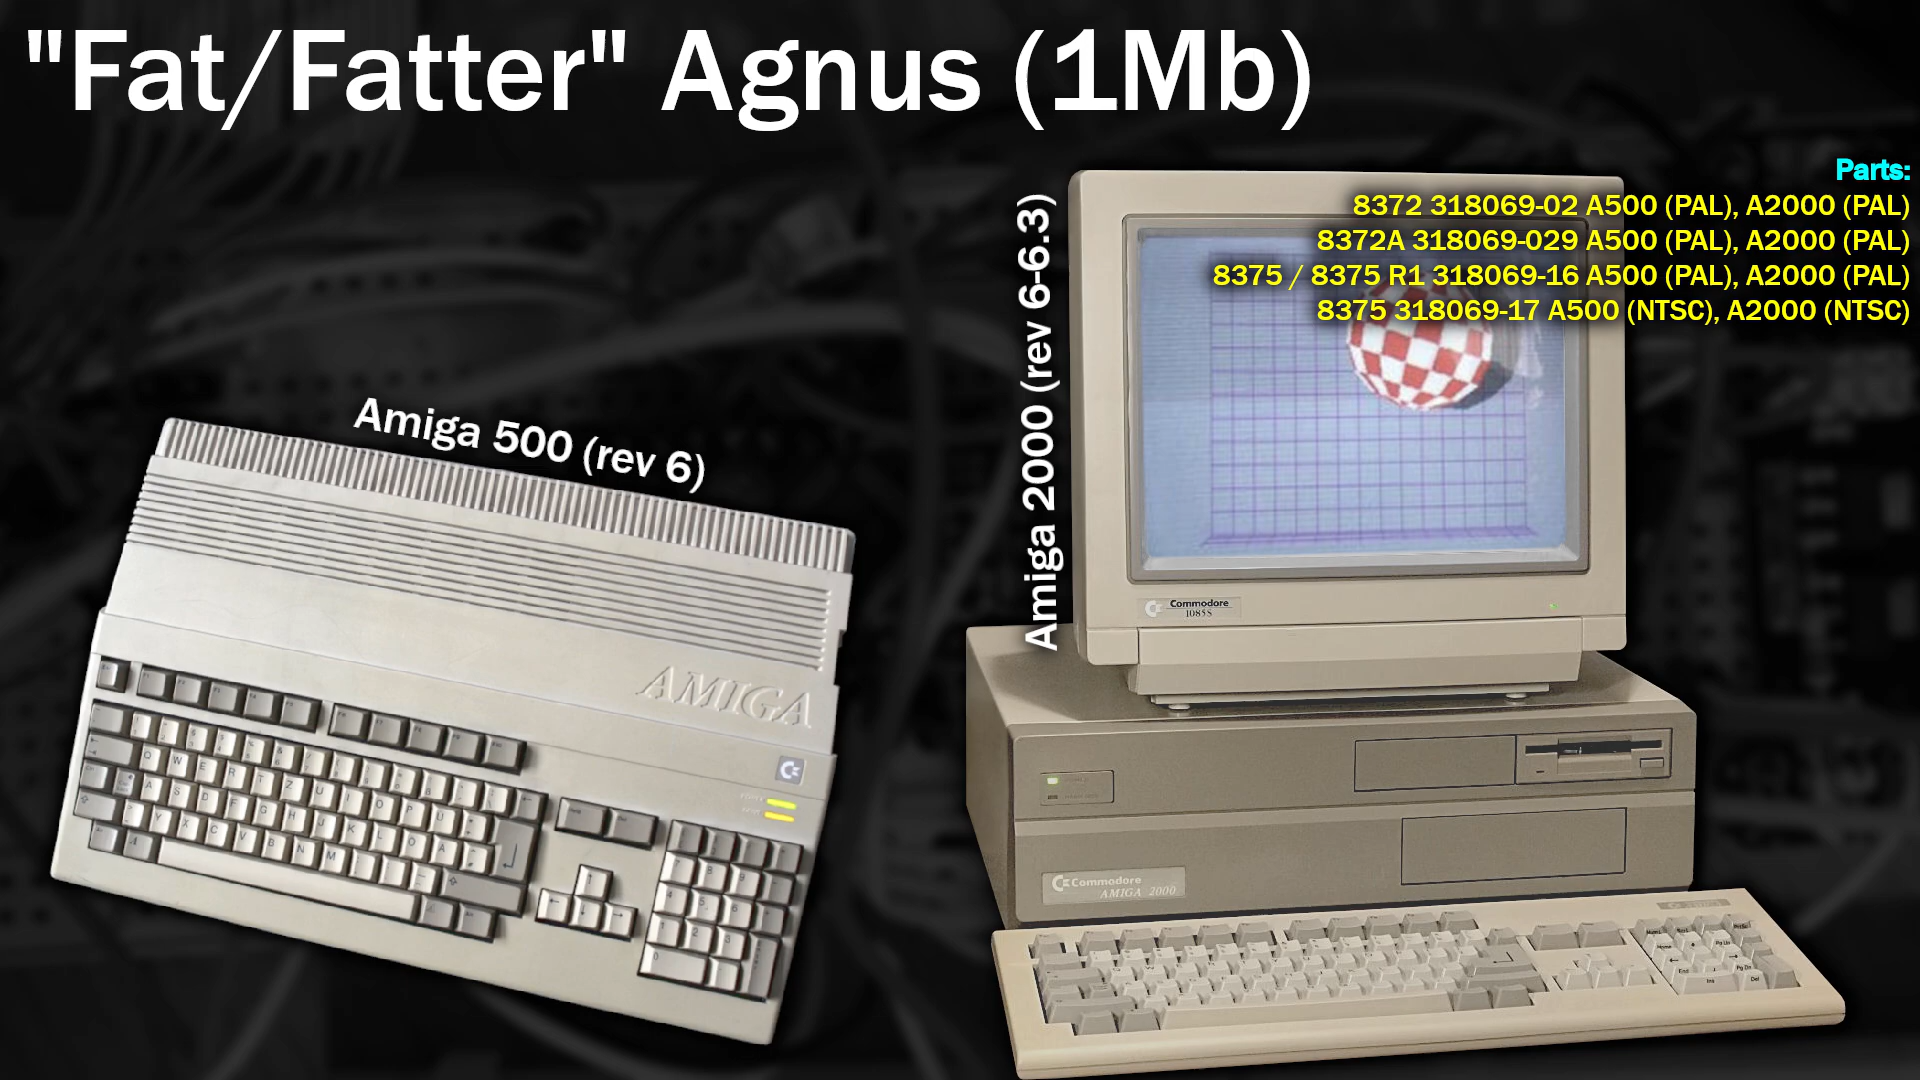 "Fat/Fatter" Agnus (1Mb)
Parts:
8372 318069-02 A500 (PAL), A2000 (PAL)
8372A 318069-029 A500 (PAL), A2000 (PAL)
8375 / 8375 R1 318069-16 A500 (PAL), A2000 (PAL)
8375 318069-17 A500 (NTSC), A2000 (NTSC)
Amiga 2000 (rev 6-6.3)
Amiga 500 (rev 6)
AMIGA
Commodore
1085S
Commodore
AMIGA 2000